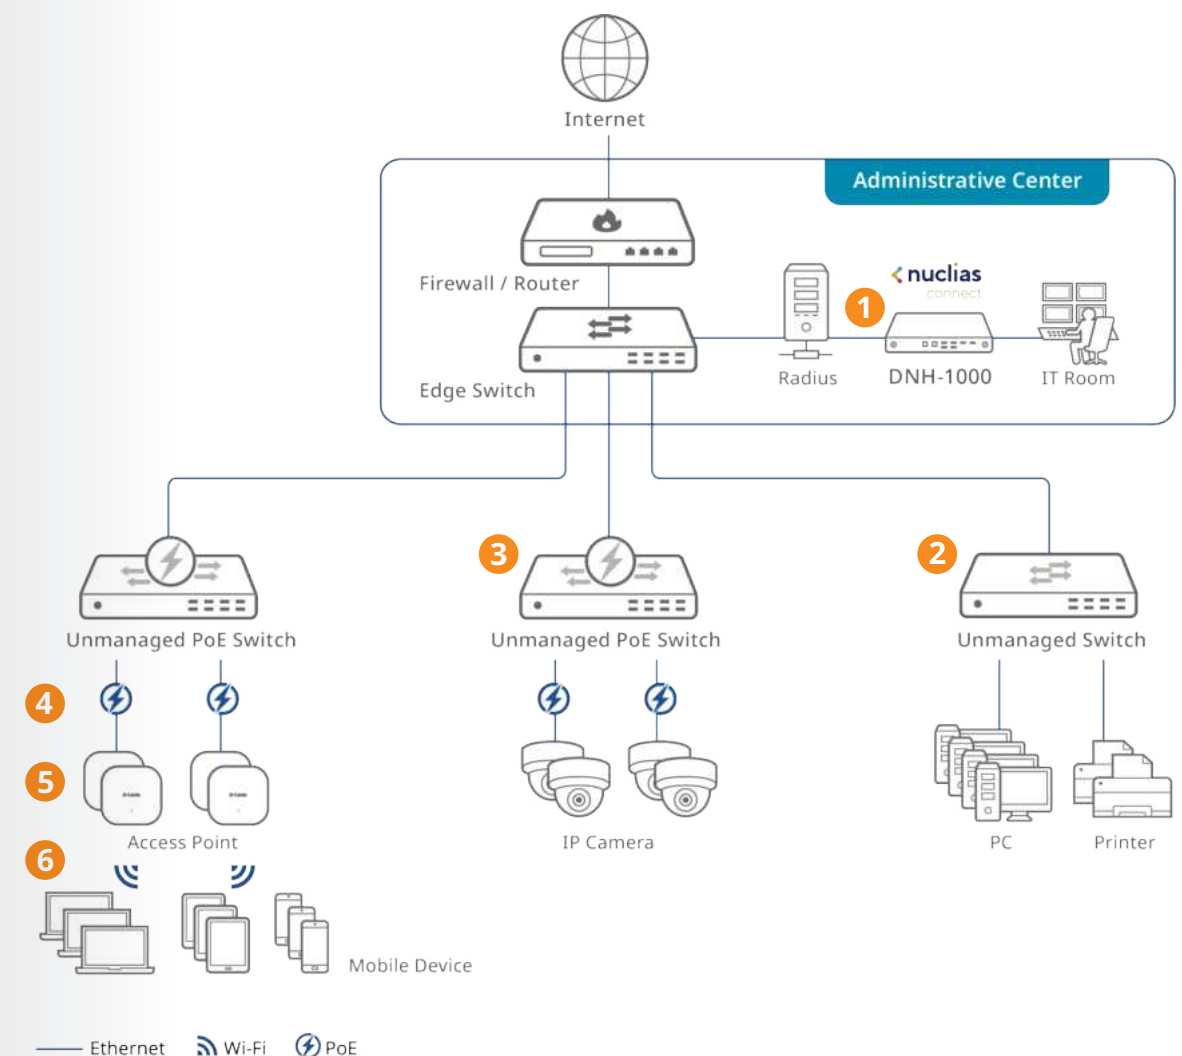 Internet
Administrative Center
Firewall / Router
nuclias
connect
1
Radius
DNH-1000
IT Room
Edge Switch
3
2
Unmanaged PoE Switch
Unmanaged PoE Switch
Unmanaged Switch
4
5
D-Link
D-Link
Access Point
IP Camera
PC
Printer
6
Mobile Device
Ethernet
Wi-Fi
PoE